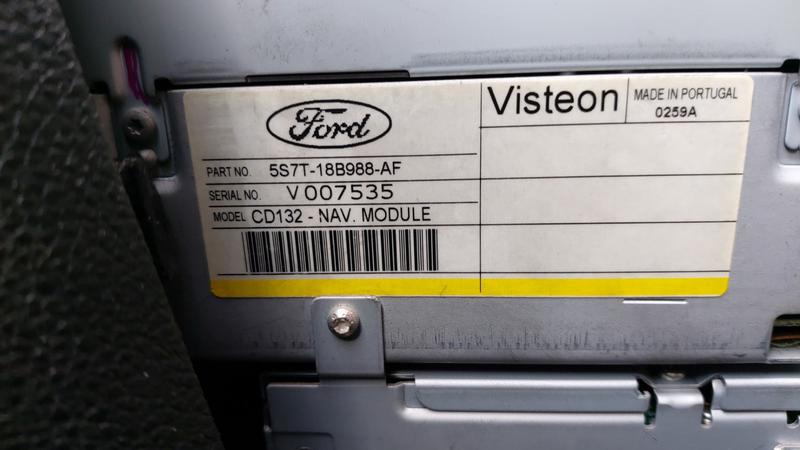 Ford
Visteon
MADE IN PORTUGAL
0259A
PART NO. 5S7T-18B988-AF
SERIAL NO. V007535
MODEL CD132 - NAV. MODULE